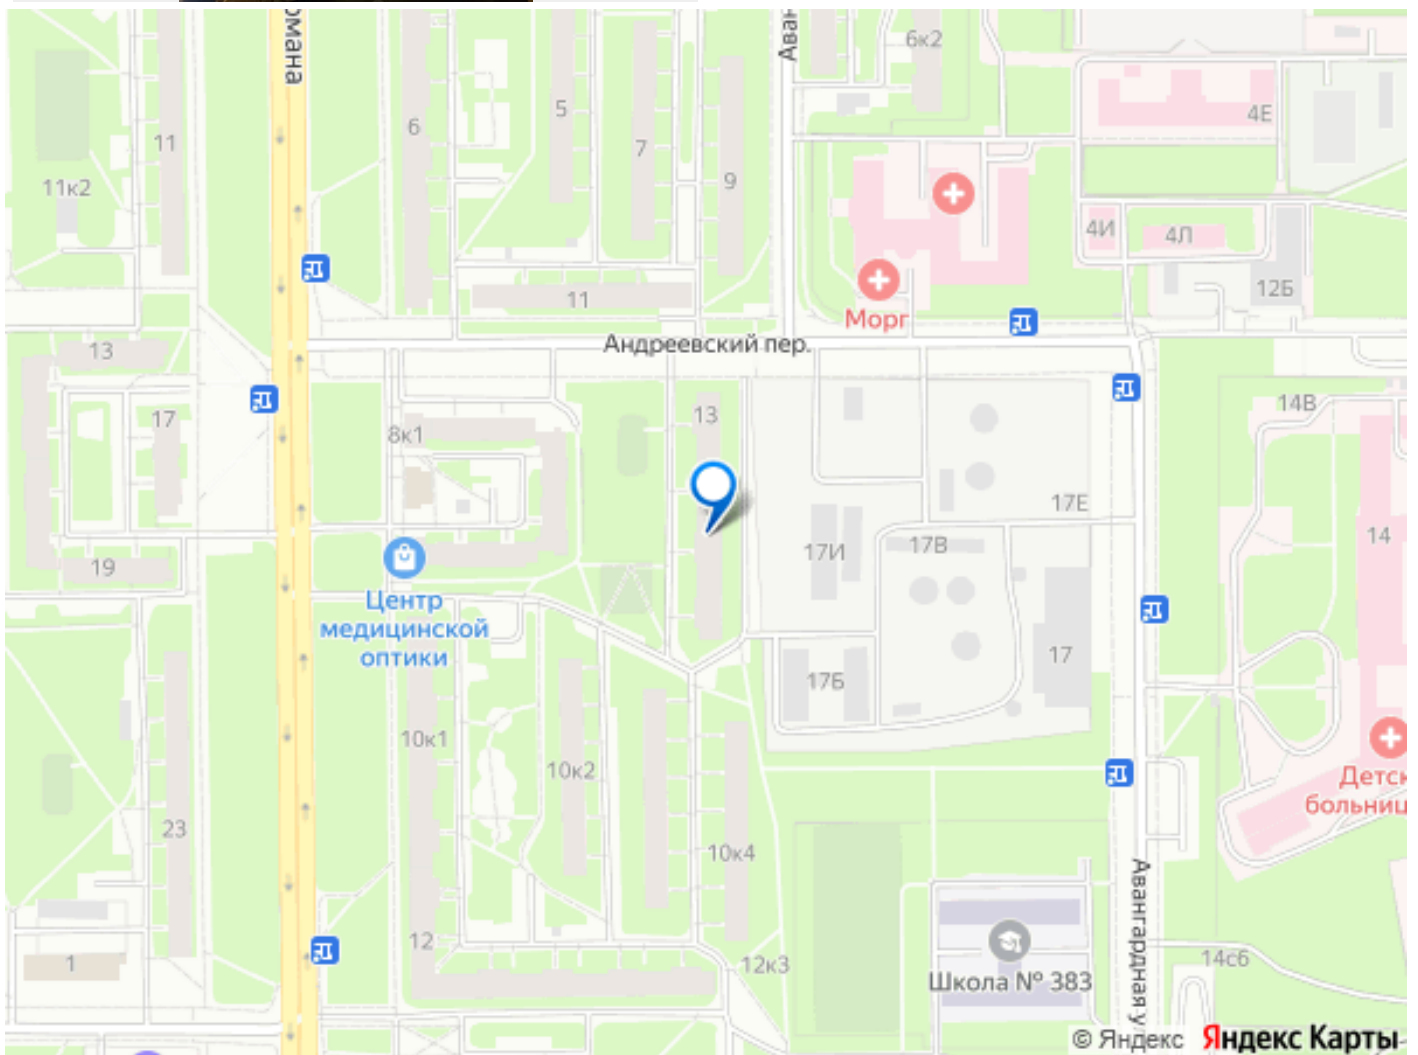 омана
Аван
6к2
5
6
4Е
7
11
9
11к2
4И
4Л
12Б
11
Морг
Андреевский пер.
13
14В
17
13
8к1
17Е
14
17И
17В
19
Центр
медицинской
оптики
17
17Б
10к1
10к2
Детск
больниц
23
10к4
Авангардная у
12
14с6
1
12к3
Школа № 383
© Яндекс Яндекс Карты